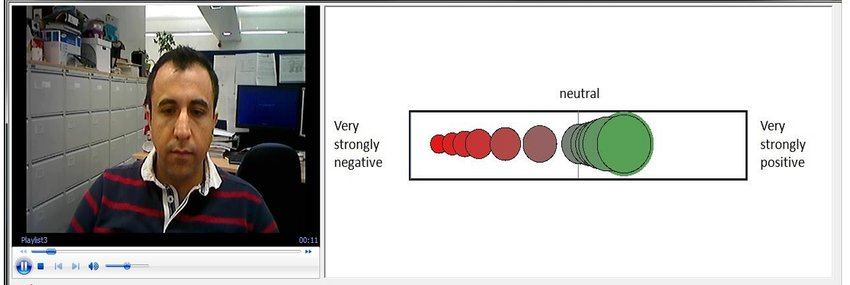 neutral
Very
strongly
negative
Very
strongly
positive
Playlist3
00:11